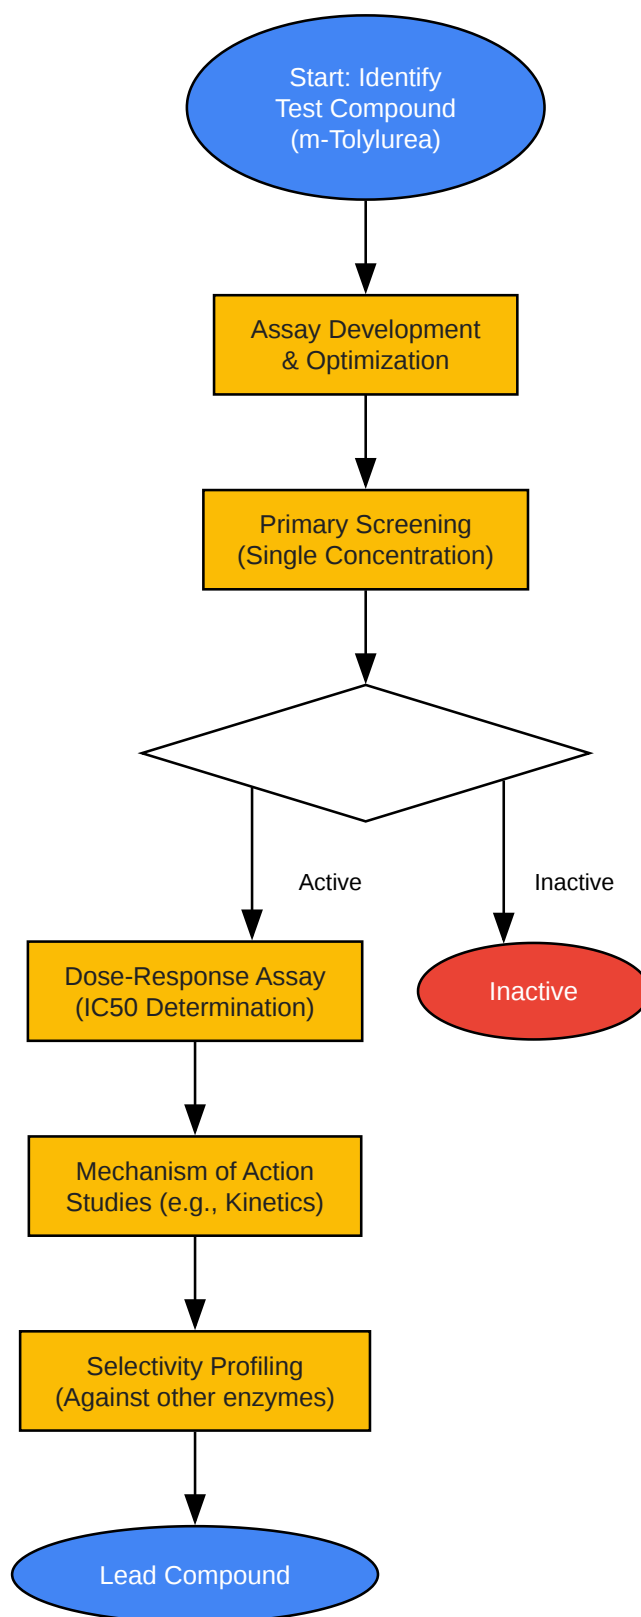 Start: Identify
Test Compound
(m-Tolylurea)
Assay Development
& Optimization
Primary Screening
(Single Concentration)
Active
Inactive
Dose-Response Assay
(IC50 Determination)
Inactive
Mechanism of Action
Studies (e.g., Kinetics)
Selectivity Profiling
(Against other enzymes)
Lead Compound